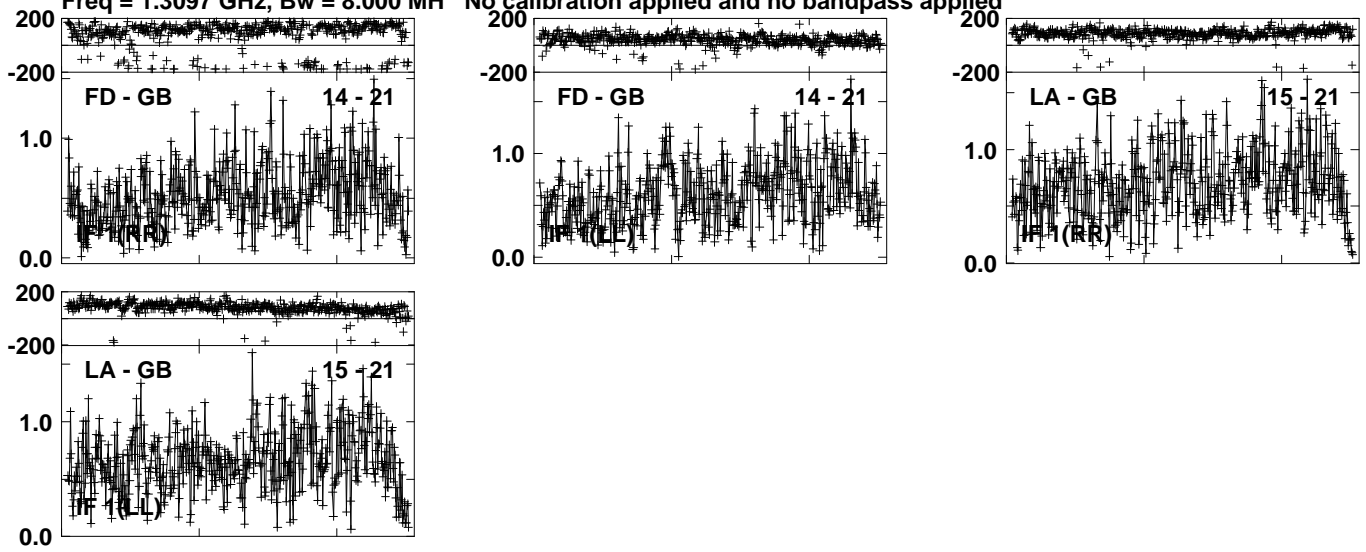 Freq = 1.3097 GHz, Bw = 8.000 MH   No calibration applied and no bandpass applied
200
-200
FD - GB 14 - 21
1.0
IF 1(RR)
0.0
200
-200
FD - GB 14 - 21
1.0
IF 1(LL)
0.0
200
-200
LA - GB 15 - 21
1.0
IF 1(RR)
0.0
200
-200
LA - GB 15 - 21
1.0
IF 1(LL)
0.0